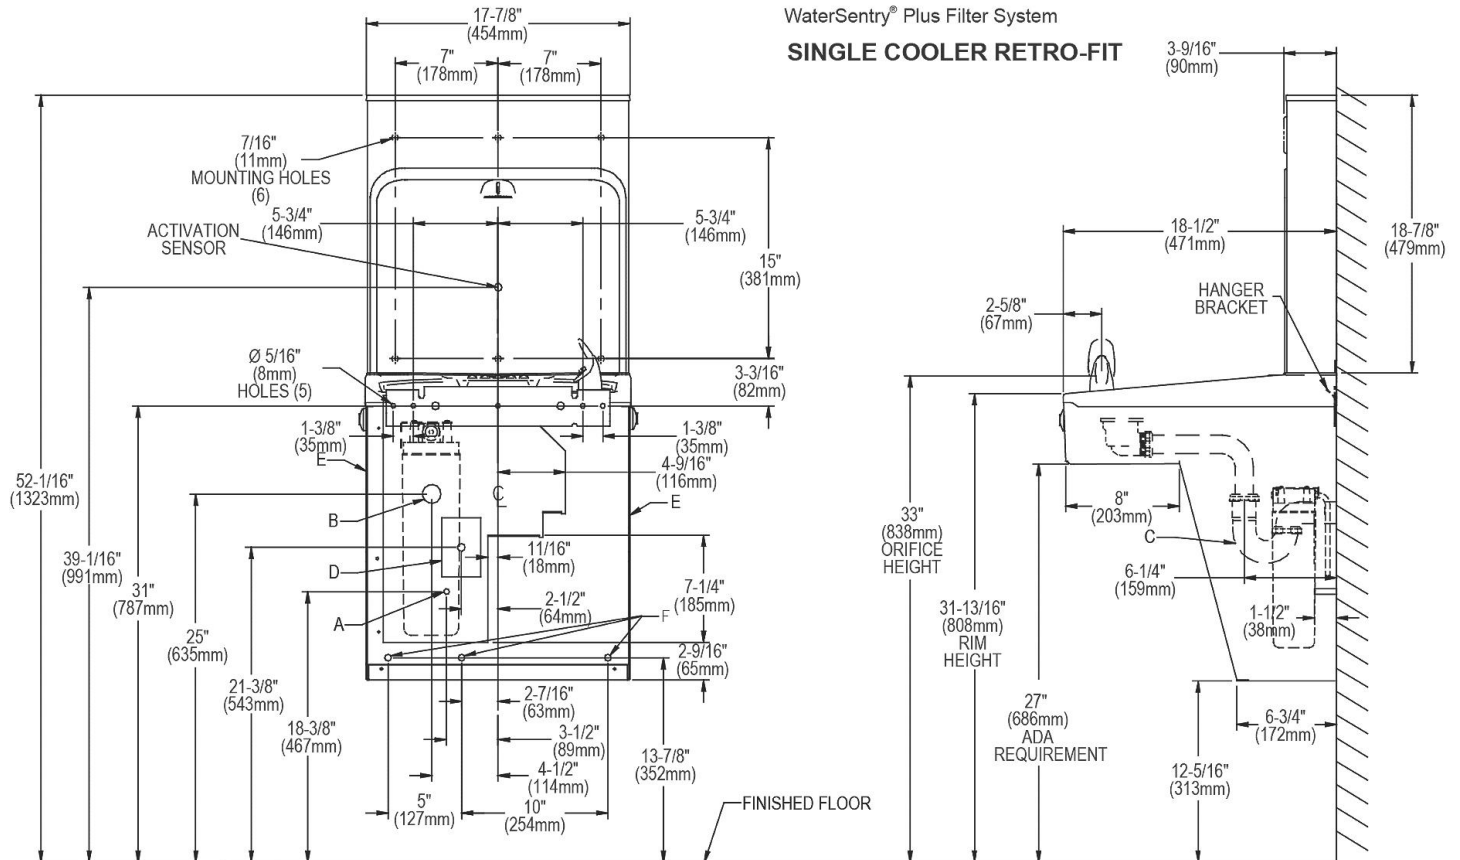 WaterSentry® Plus Filter System
SINGLE COOLER RETRO-FIT
17-7/8"
(454mm)
7"
(178mm)
7"
(178mm)
7/16"
(11mm)
MOUNTING HOLES
(6)
5-3/4"
(146mm)
5-3/4"
(146mm)
ACTIVATION
SENSOR
15"
(381mm)
Ø 5/16"
(8mm)
HOLES (5)
3-3/16"
(82mm)
1-3/8"
(35mm)
1-3/8"
(35mm)
E
4-9/16"
(116mm)
52-1/16"
(1323mm)
C
L
E
B
39-1/16"
(991mm)
11/16"
(18mm)
D
31"
(787mm)
2-1/2"
(64mm)
7-1/4"
(185mm)
A
F
25"
(635mm)
2-9/16"
(65mm)
21-3/8"
(543mm)
2-7/16"
(63mm)
18-3/8"
(467mm)
3-1/2"
(89mm)
13-7/8"
(352mm)
4-1/2"
(114mm)
5"
(127mm)
10"
(254mm)
FINISHED FLOOR
3-9/16"
(90mm)
18-1/2"
(471mm)
18-7/8"
(479mm)
HANGER
BRACKET
2-5/8"
(67mm)
8"
(203mm)
33"
(838mm)
ORIFICE
HEIGHT
C
6-1/4"
(159mm)
31-13/16"
(808mm)
RIM
HEIGHT
1-1/2"
(38mm)
27"
(686mm)
ADA
REQUIREMENT
6-3/4"
(172mm)
12-5/16"
(313mm)